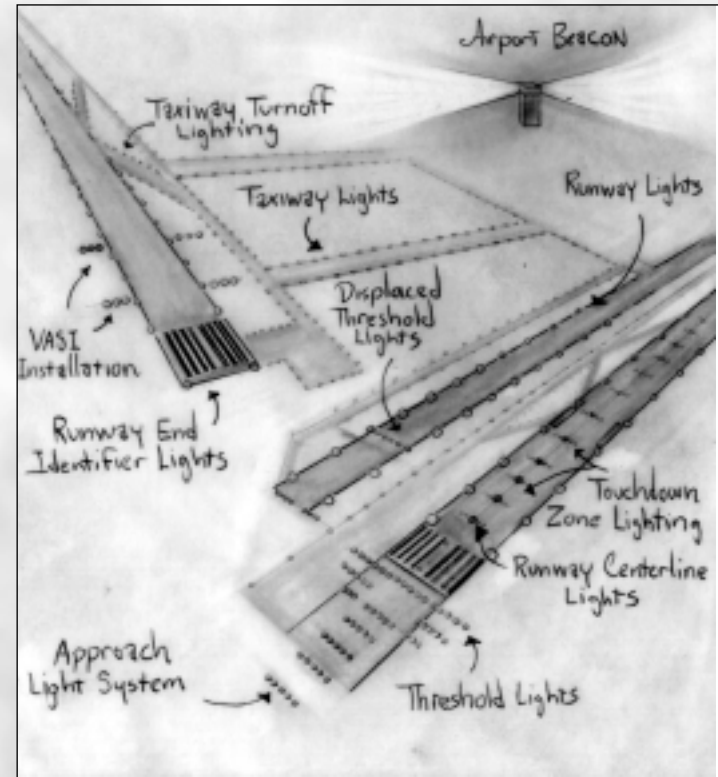 Airport Beacon
Taxiway Turnoff
Lighting
Taxiway Lights
Runway Lights
Displaced
Threshold
Lights
VASI
Installation
Runway End
Identifier Lights
Touchdown
Zone Lighting
Runway Centerline
Lights
Approach
Light System
Threshold Lights